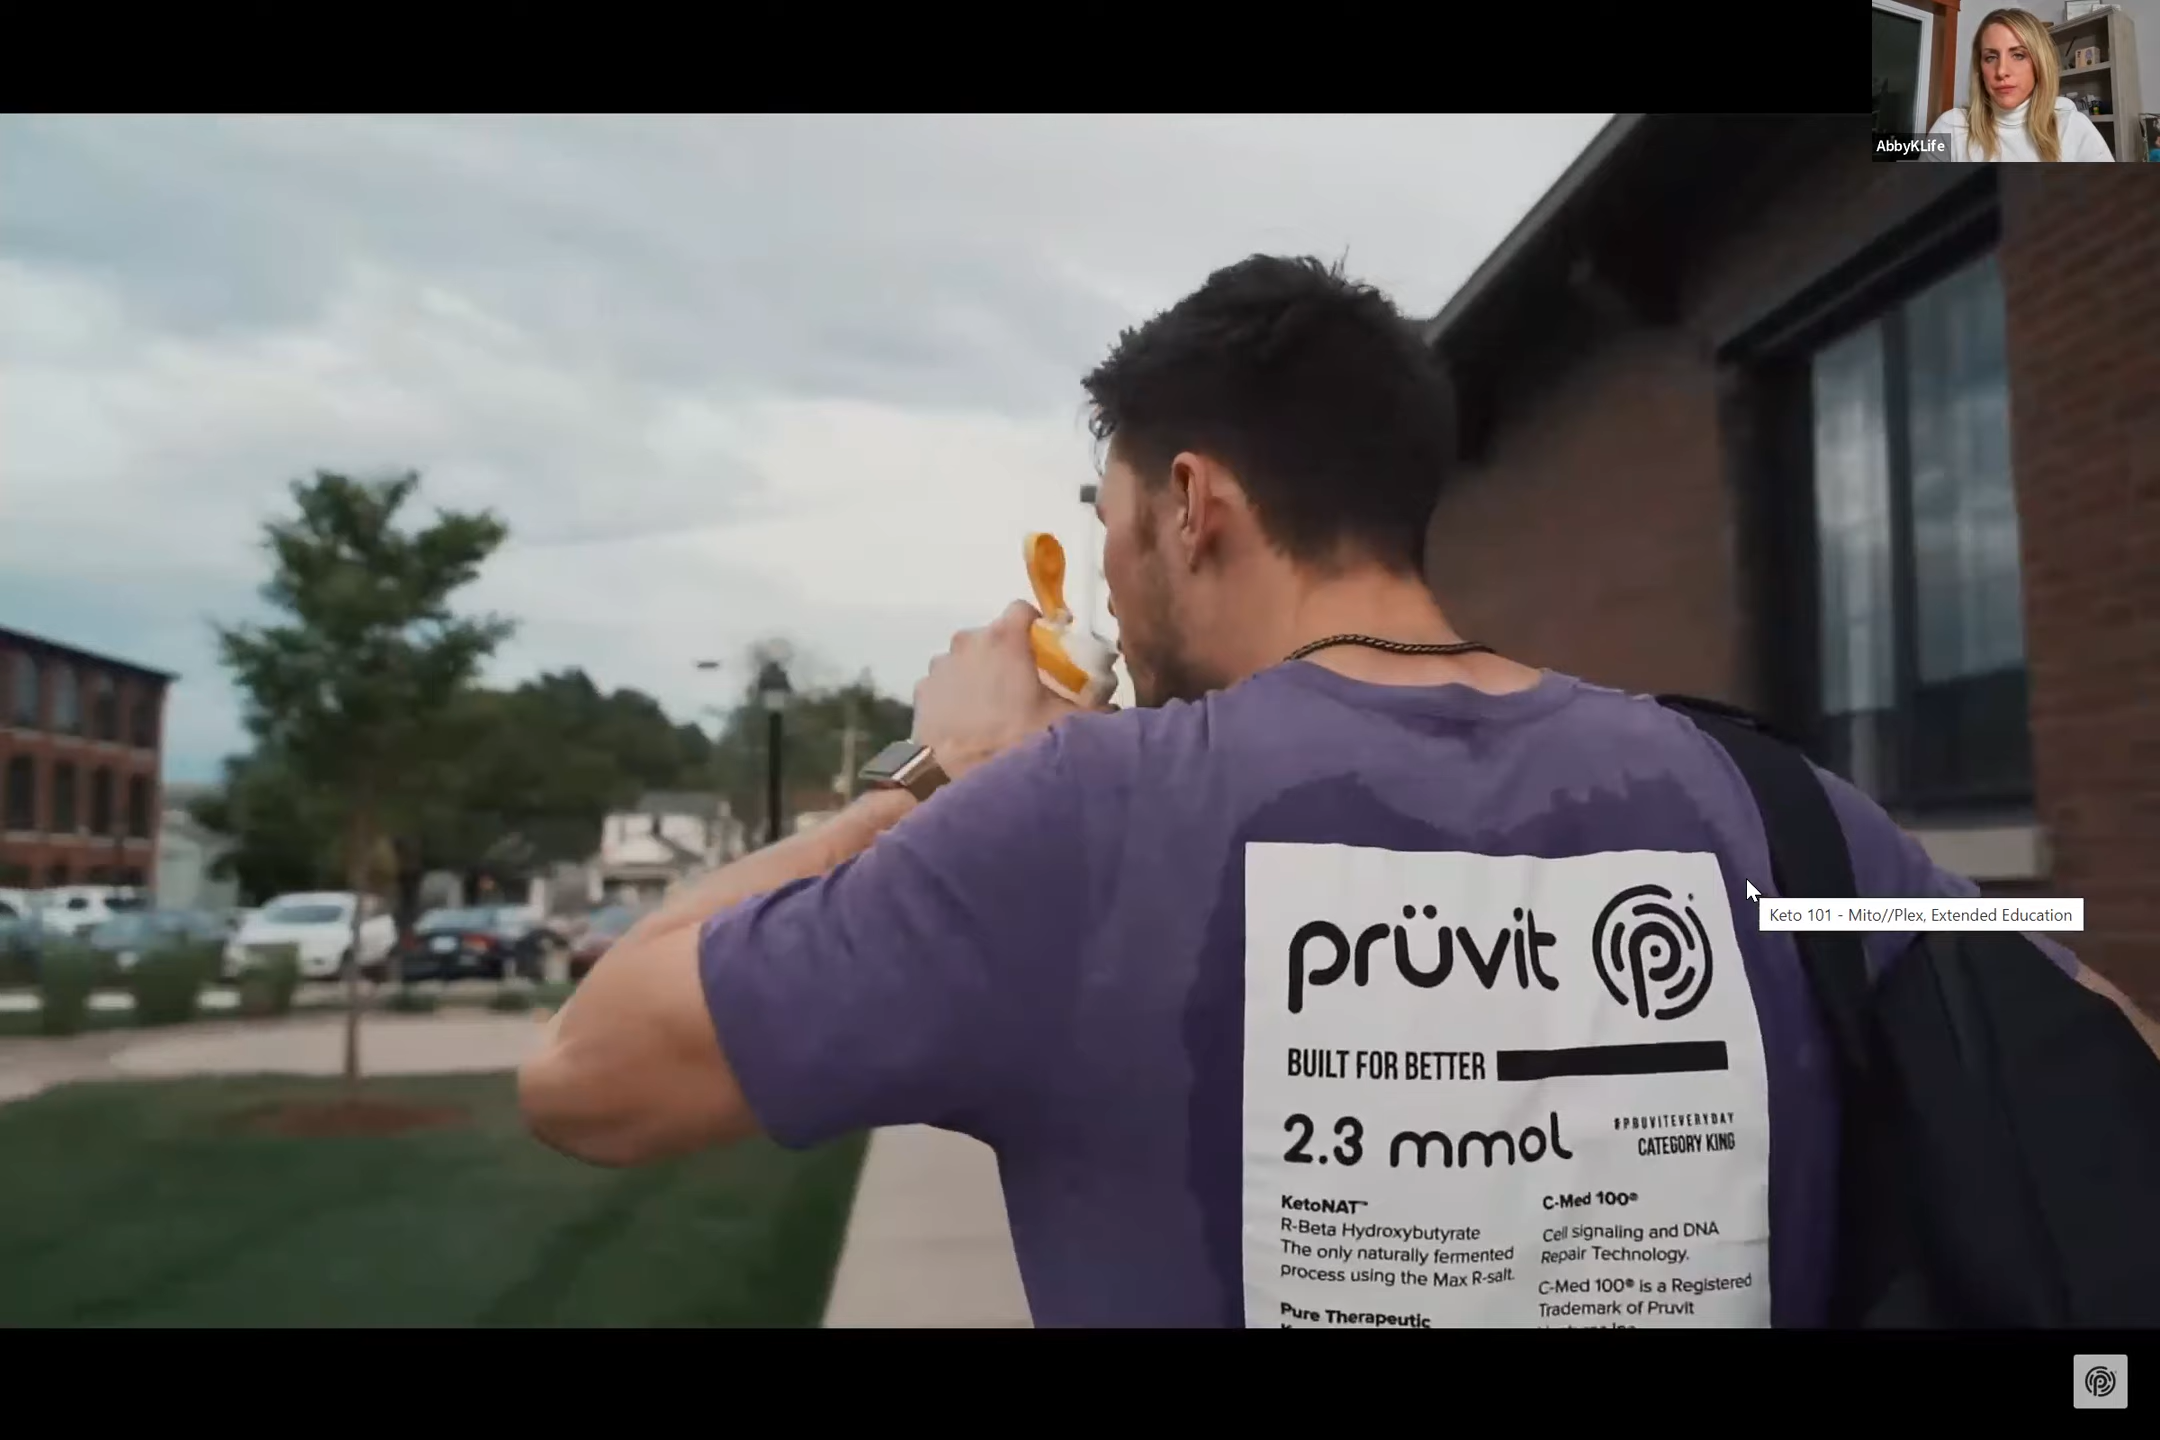 AbbyKLife
prüvit
BUILT FOR BETTER
2.3 mmol
#PRUVITEVERYDAY
CATEGORY KING
KetoNAT™
R-Beta Hydroxybutyrate
The only naturally fermented
process using the Max R-salt.
Pure Therapeutic
C-Med 100®
Cell signaling and DNA
Repair Technology.
C-Med 100® is a Registered
Trademark of Pruvit
Keto 101 - Mito//Plex, Extended Education